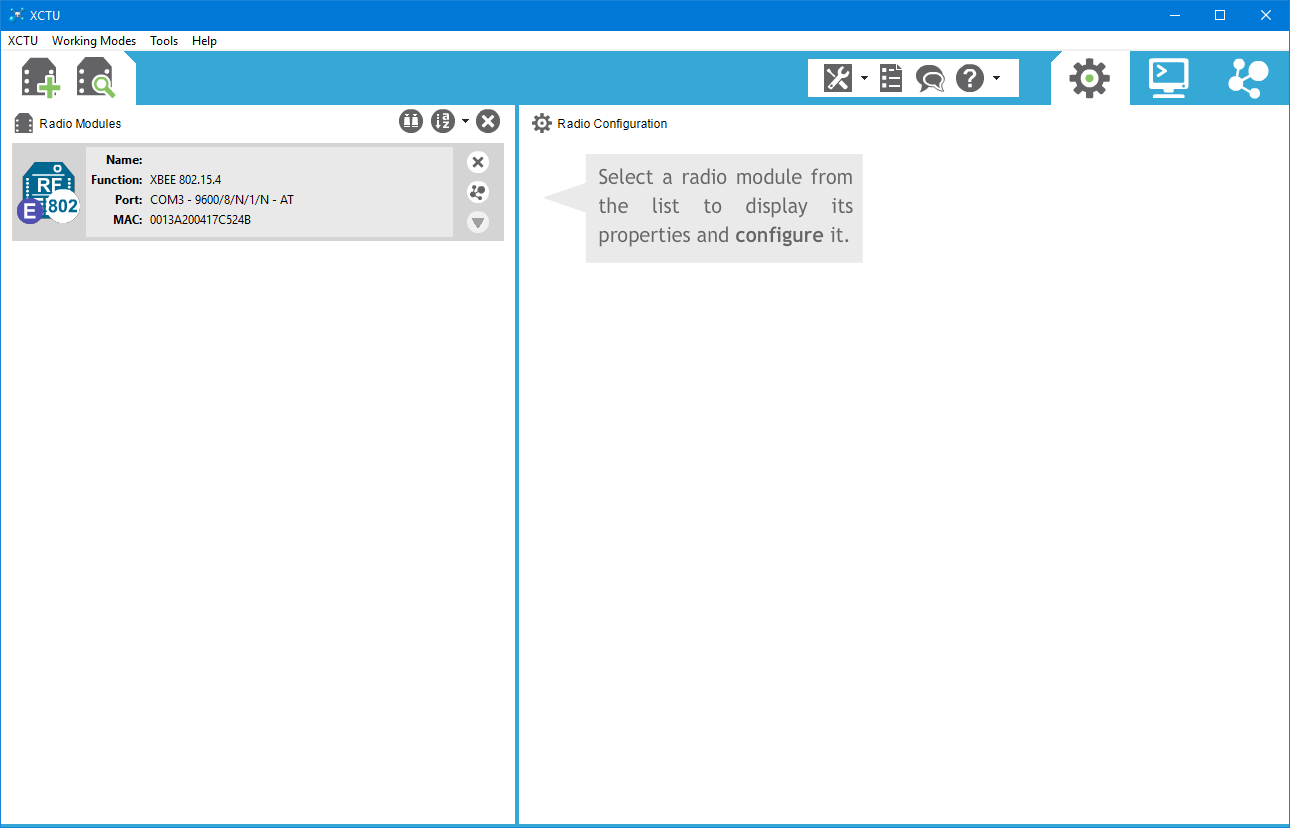 XCTU
XCTU Working Modes Tools Help
Radio Modules
Radio Configuration
RF
E 802
Name:
Function: XBEE 802.15.4
Port: COM3 - 9600/8/N/1/N - AT
MAC: 0013A200417C524B
Select a radio module from
the list to display its
properties and configure it.